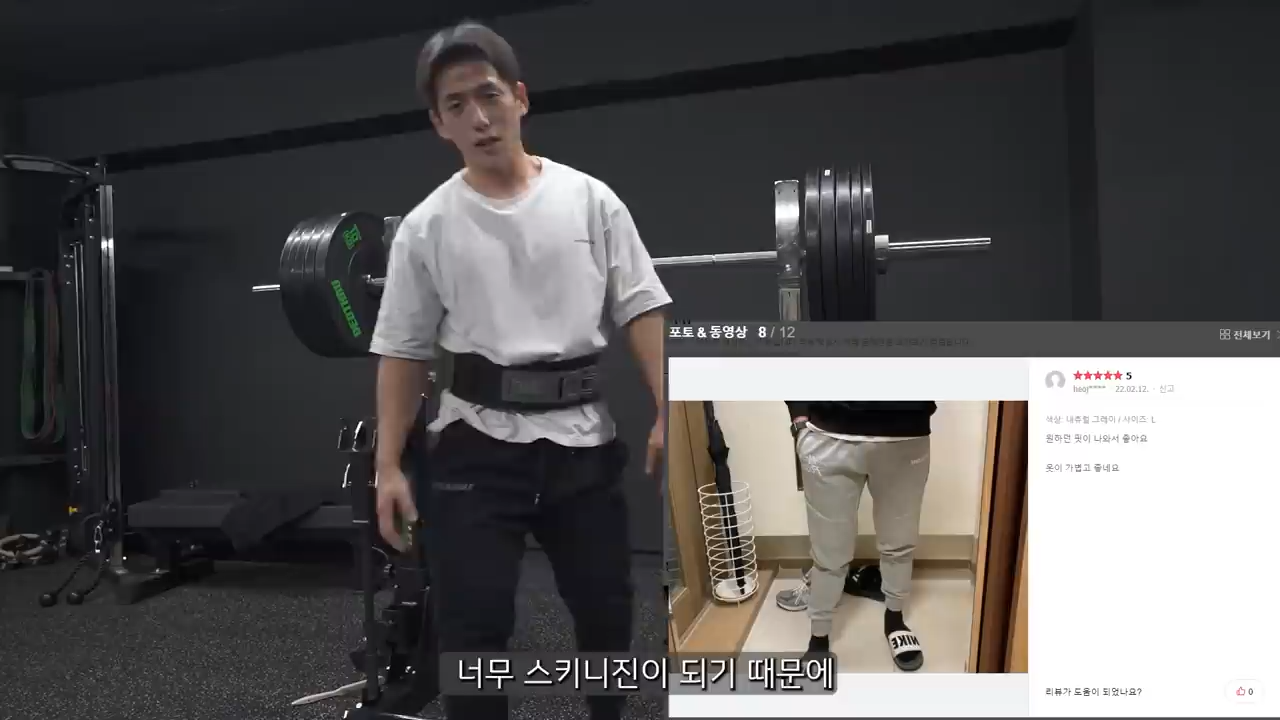 포토 & 동영상 8 / 12
전체보기
★★★★★ 5
haoj**** · 22.02.12. · 신고
색상: 내츄럴 그레이 / 사이즈: L
원하던 핏이 나와서 좋아요
옷이 가볍고 좋네요
NIKE
리뷰가 도움이 되었나요?
0
너무 스키니진이 되기 때문에